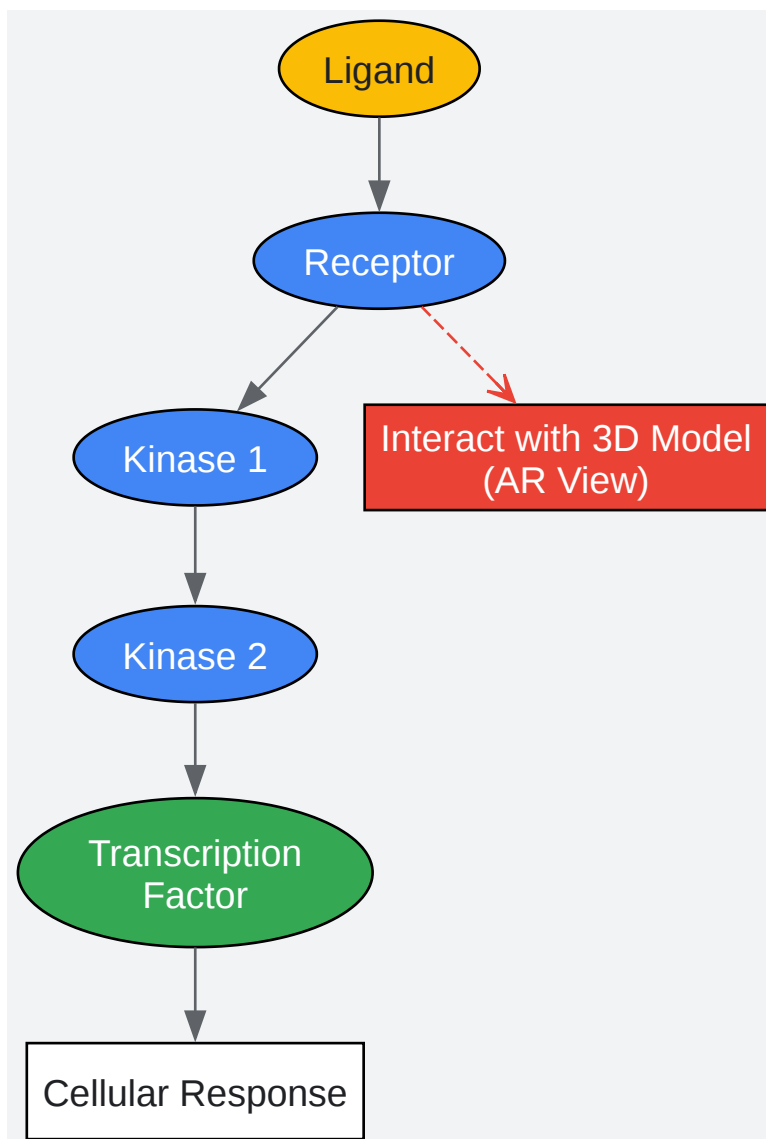 Ligand
Receptor
Kinase 1
Interact with 3D Model
(AR View)
Kinase 2
Transcription
Factor
Cellular Response